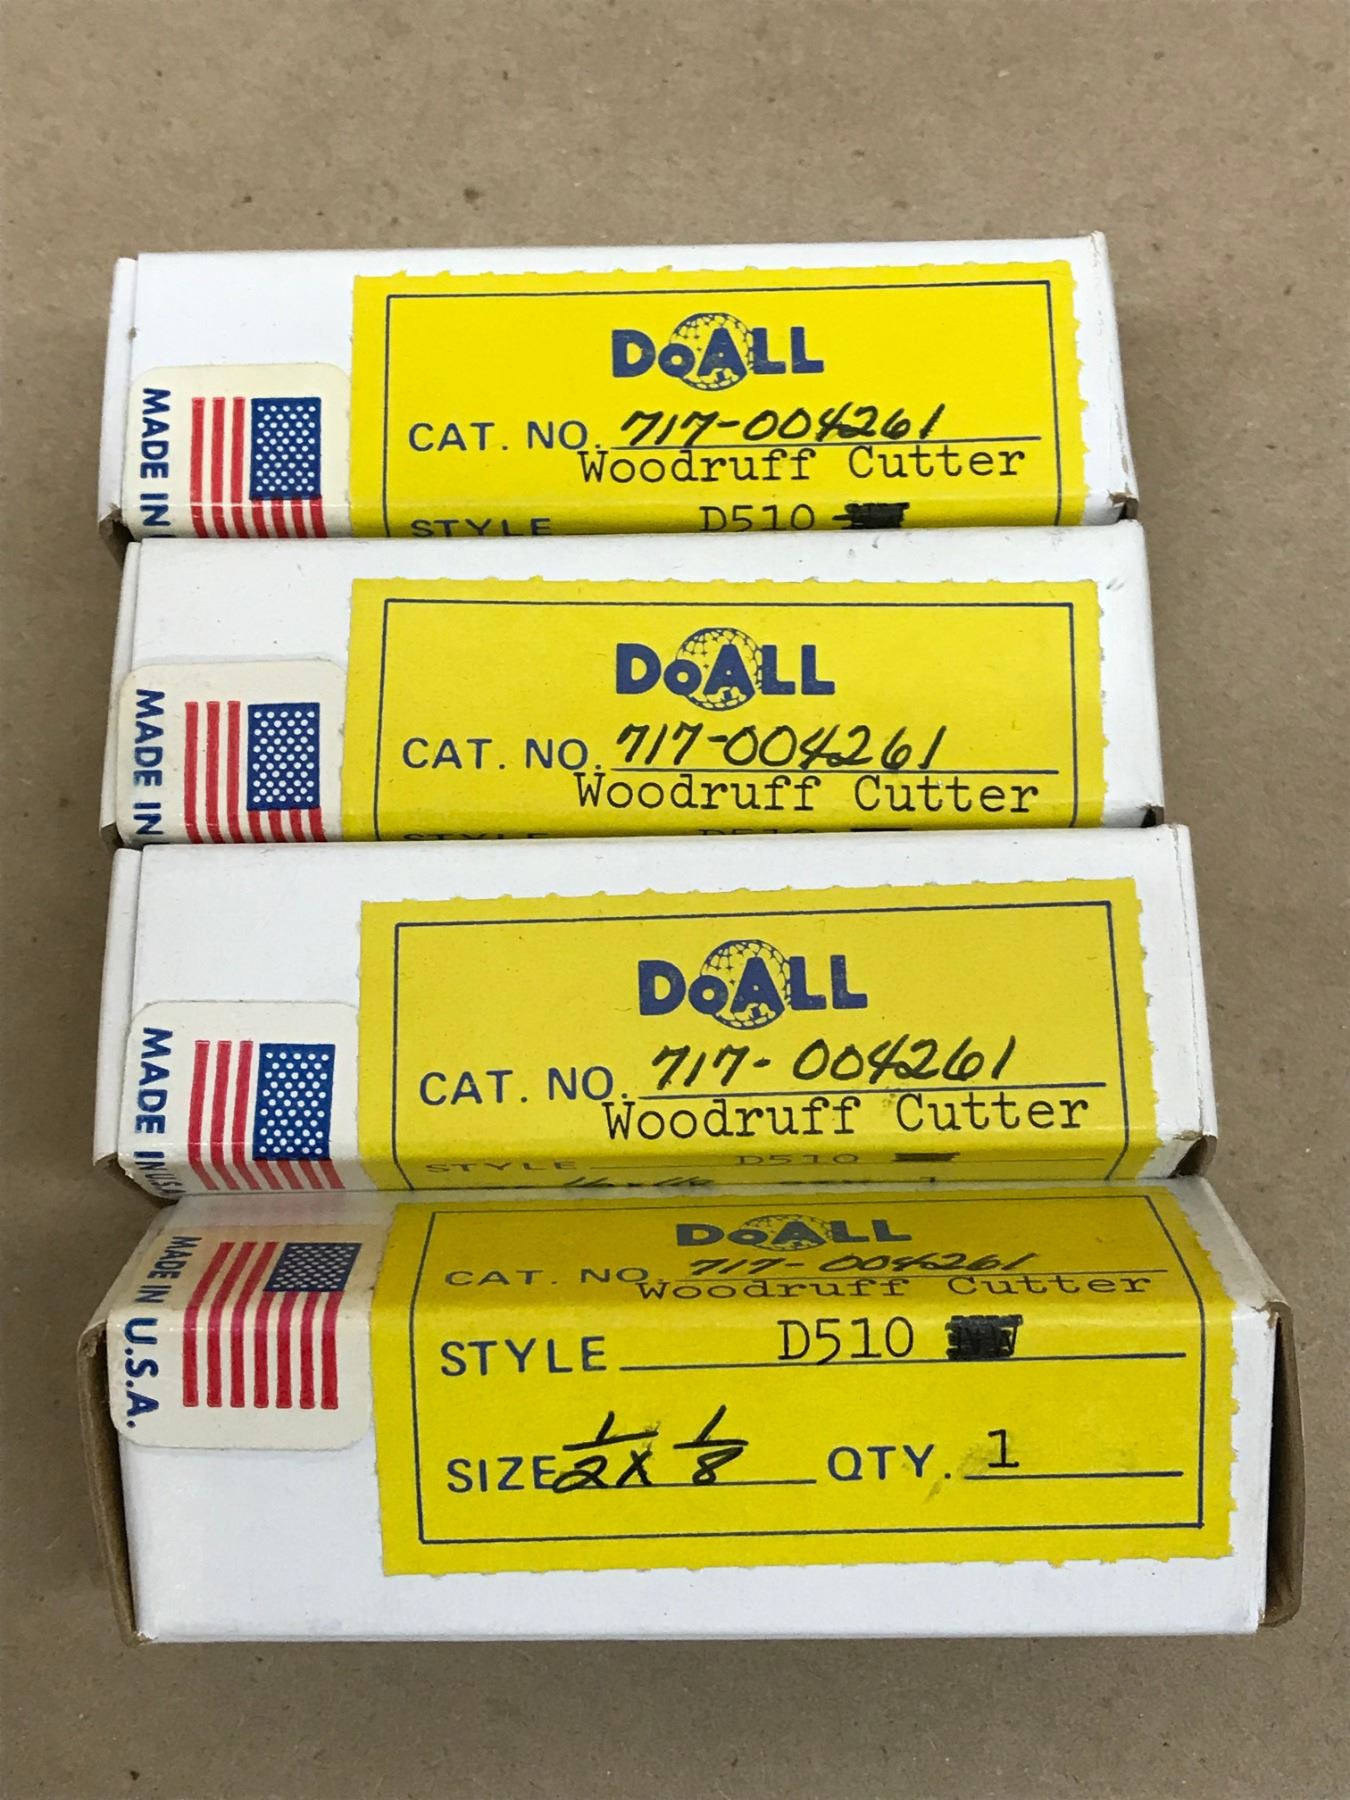 DoALL
CAT. NO. 717-004261
Woodruff Cutter
STYLE D510
MADE IN
DoALL
CAT. NO. 717-004261
Woodruff Cutter
STYLE D510
MADE IN
DoALL
CAT. NO. 717-004261
Woodruff Cutter
STYLE D510
MADE IN U.S.A
DoALL
CAT. NO. 717-004261
Woodruff Cutter
STYLE D510
SIZE 1/2 X 1/8 QTY. 1
MADE IN U.S.A.